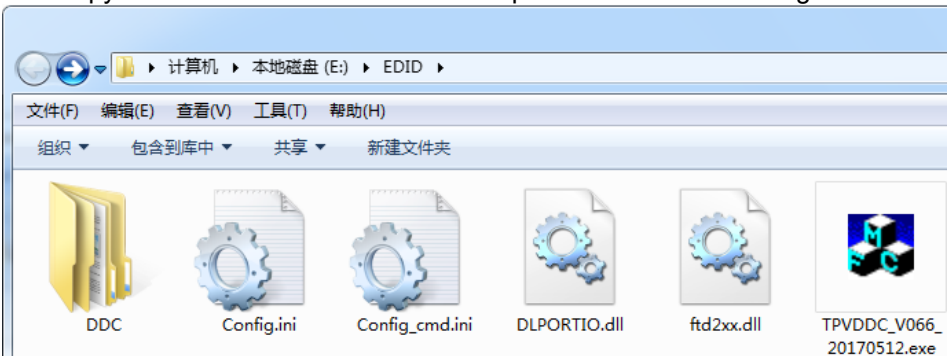 计算机 ▸ 本地磁盘 (E:) ▸ EDID ▸
文件(F) 编辑(E) 查看(V) 工具(T) 帮助(H)
组织 包含到库中 共享 新建文件夹
M
F C
DDC Config.ini Config_cmd.ini DLPORTIO.dll ftd2xx.dll TPVDDC_V066_
20170512.exe